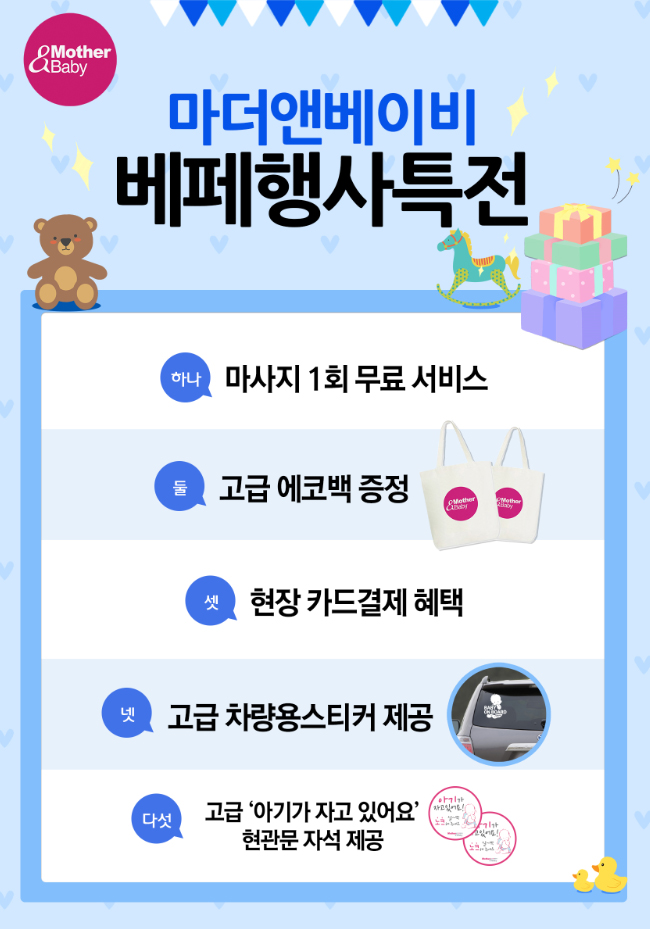 Mother
&Baby
마더앤베이비
베페행사특전
하나
마사지 1회 무료 서비스
둘
고급 에코백 증정
Mother
&Baby
Mother
&Baby
셋
현장 카드결제 혜택
넷
고급 차량용스티커 제공
BABY
ON BOARD
다섯
고급 ‘아기가 자고 있어요’
현관문 자석 제공
아기가
자고있어요!
아기가